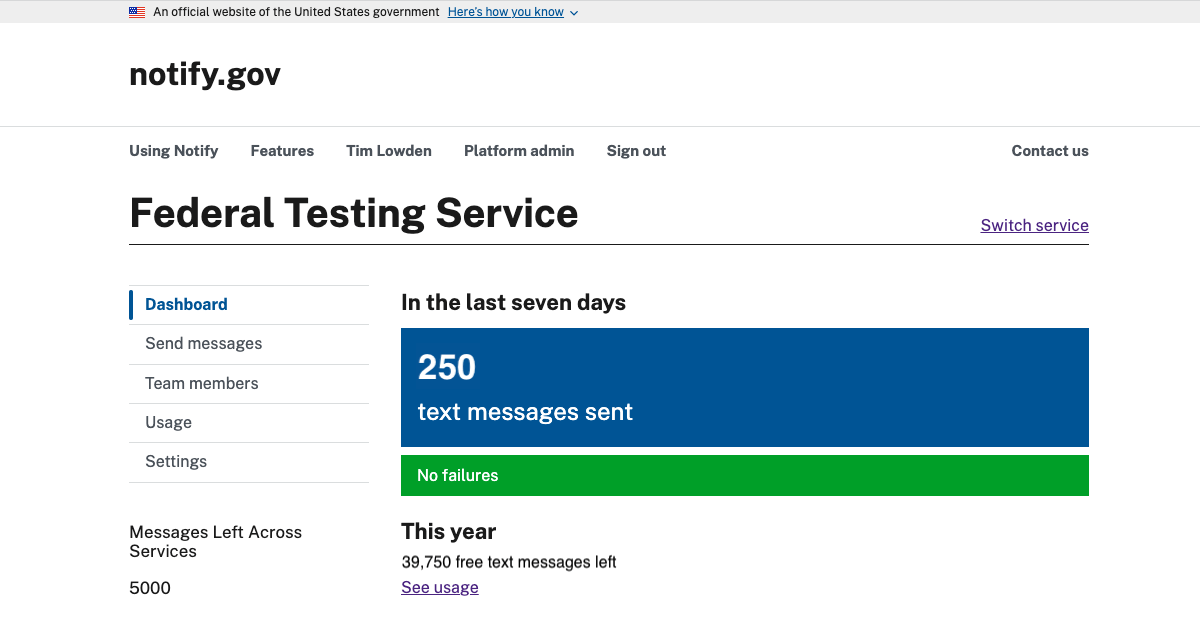 An official website of the United States government Here's how you know
notify.gov
Using Notify Features Tim Lowden Platform admin Sign out Contact us
Federal Testing Service
Switch service
Dashboard
Send messages
Team members
Usage
Settings
Messages Left Across
Services
5000
In the last seven days
250
text messages sent
No failures
This year
39,750 free text messages left
See usage